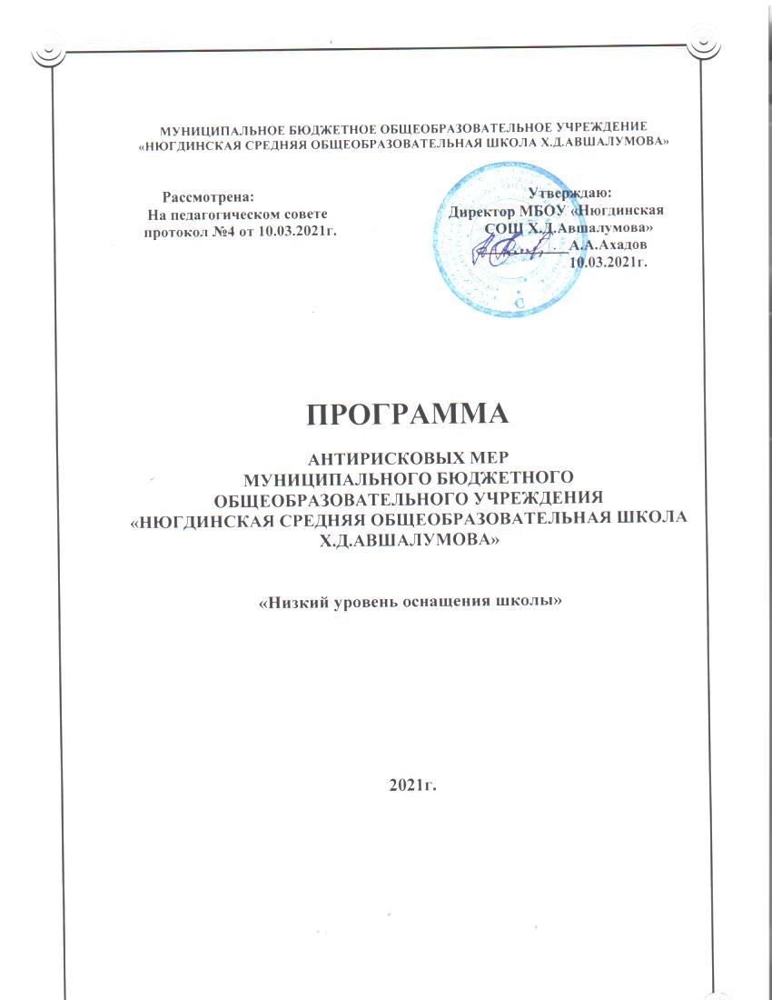 МУНИЦИПАЛЬНОЕ БЮДЖЕТНОЕ ОБЩЕОБРАЗОВАТЕЛЬНОЕ УЧРЕЖДЕНИЕ
«НЮГДИНСКАЯ СРЕДНЯЯ ОБЩЕОБРАЗОВАТЕЛЬНАЯ ШКОЛА Х.Д.АВШАЛУМОВА»
Рассмотрена:
На педагогическом совете
протокол №4 от 10.03.2021г.
Утверждаю:
Директор МБОУ «Нюгдинская
СОШ Х.Д.Авшалумова»
А.А.Ахадов
10.03.2021г.
ПРОГРАММА
АНТИРИСКОВЫХ МЕР
МУНИЦИПАЛЬНОГО БЮДЖЕТНОГО
ОБЩЕОБРАЗОВАТЕЛЬНОГО УЧРЕЖДЕНИЯ
«НЮГДИНСКАЯ СРЕДНЯЯ ОБЩЕОБРАЗОВАТЕЛЬНАЯ ШКОЛА
Х.Д.АВШАЛУМОВА»
«Низкий уровень оснащения школы»
2021г.